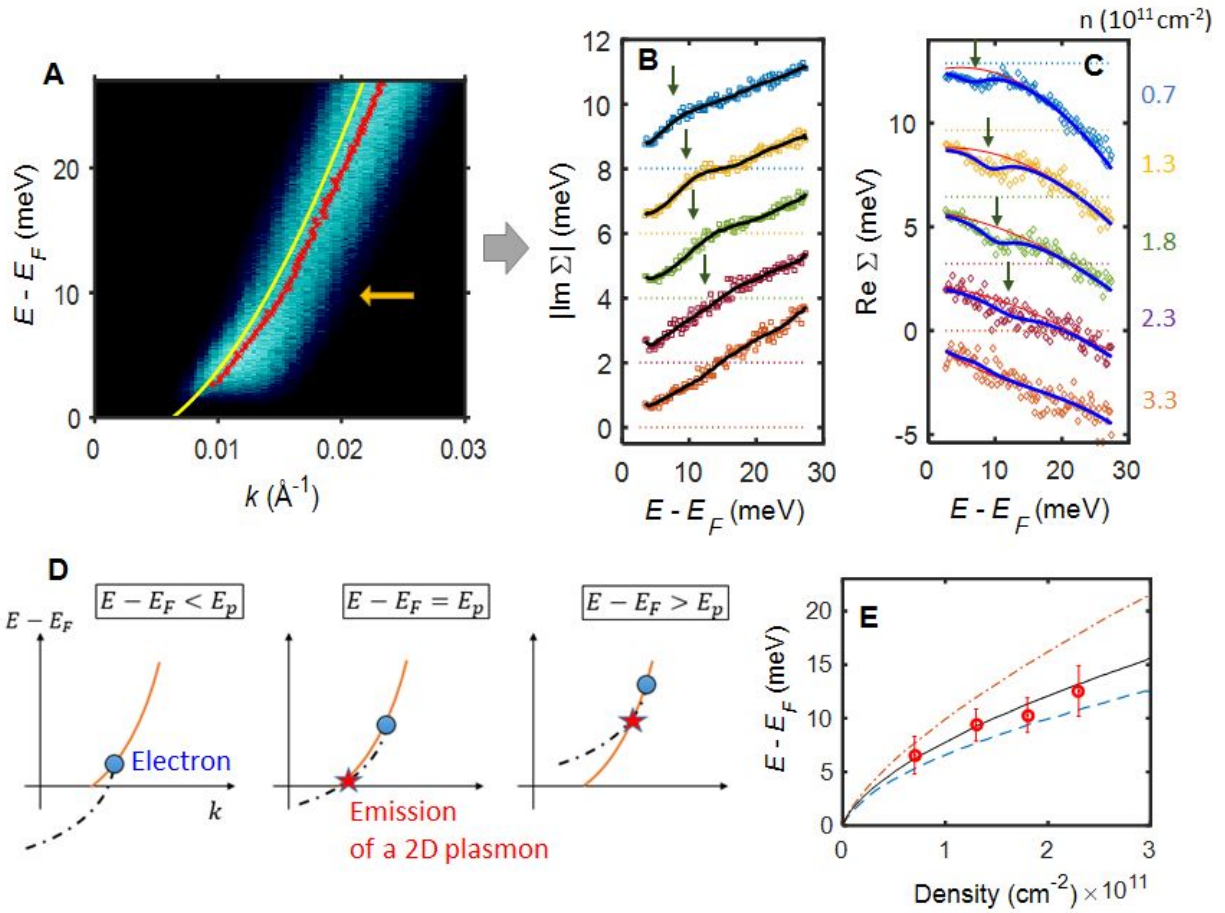 n (10¹¹ cm⁻²)
A
E - E_F (meV)
20
10
0
0
0.01
0.02
0.03
k (Å⁻¹)
B
|Im Σ| (meV)
12
10
8
6
4
2
0
0
10
20
30
E - E_F (meV)
C
Re Σ (meV)
10
5
0
-5
0
10
20
30
E - E_F (meV)
0.7
1.3
1.8
2.3
3.3
D
E − E_F < E_p
E − E_F = E_p
E − E_F > E_p
E − E_F
Electron
k
Emission
of a 2D plasmon
E
E - E_F (meV)
20
15
10
5
0
0
1
2
3
Density (cm⁻²) ×10¹¹